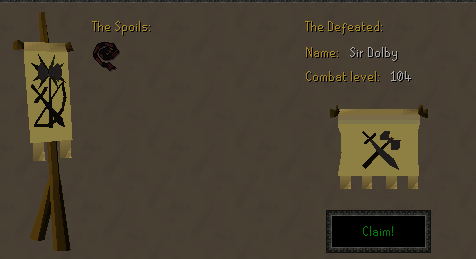 The Spoils:
The Defeated:
Name: Sir Dolby
Combat level: 104
Claim!